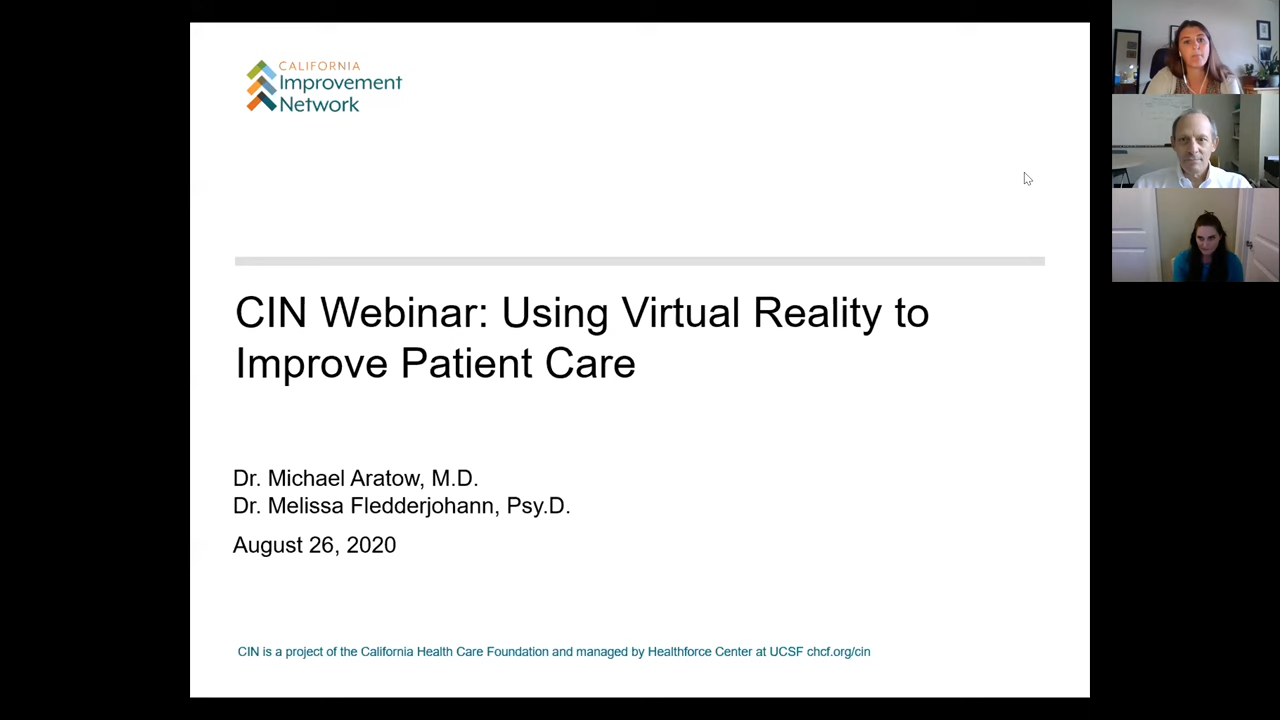 CALIFORNIA
Improvement
Network
CIN Webinar: Using Virtual Reality to
Improve Patient Care
Dr. Michael Aratow, M.D.
Dr. Melissa Fledderjohann, Psy.D.
August 26, 2020
CIN is a project of the California Health Care Foundation and managed by Healthforce Center at UCSF chcf.org/cin